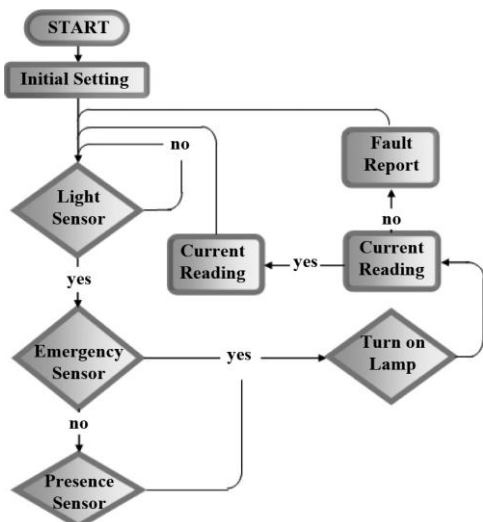 START
Initial Setting
no
Fault
Report
Light
Sensor
no
Current
Reading
yes
Current
Reading
yes
Emergency
Sensor
yes
Turn on
Lamp
no
Presence
Sensor